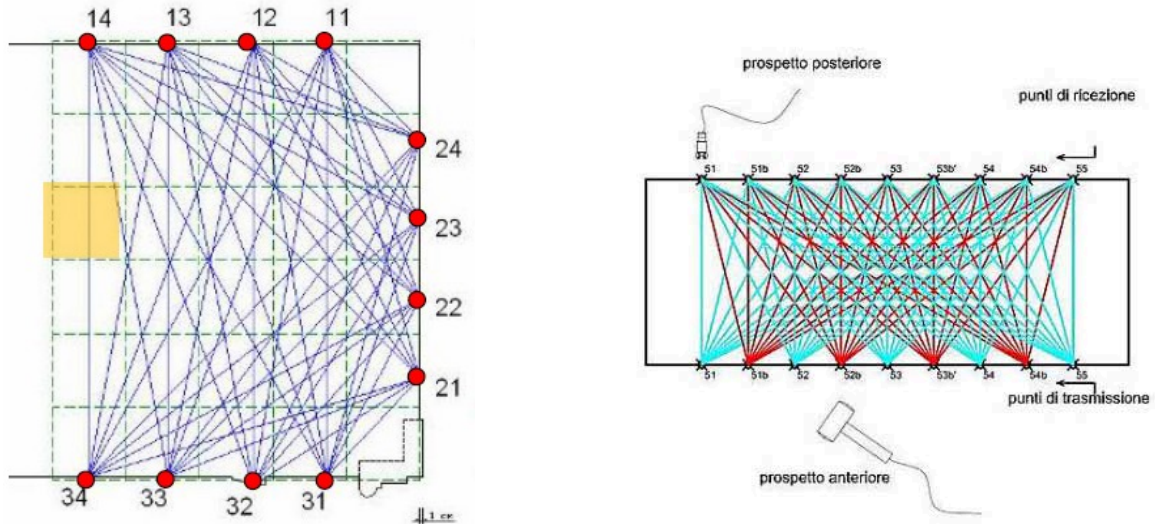 14 13 12 11
24
23
22
21
34 33 32 31
1 см
prospetto posteriore
punti di ricezione
51 51b 52 52b 53 53b' 54 54b 55
51 51b 52 52b 53 53b' 54 54b 55
punti di trasmissione
prospetto anteriore